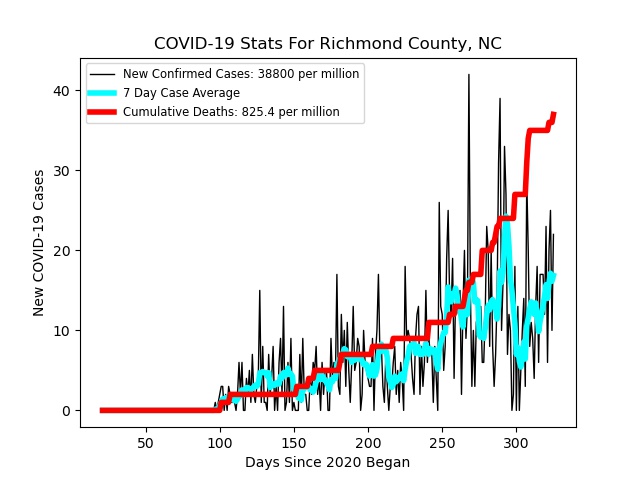 COVID-19 Stats For Richmond County, NC
New Confirmed Cases: 38800 per million
7 Day Case Average
Cumulative Deaths: 825.4 per million
New COVID-19 Cases
40
30
20
10
0
50
100
150
200
250
300
Days Since 2020 Began